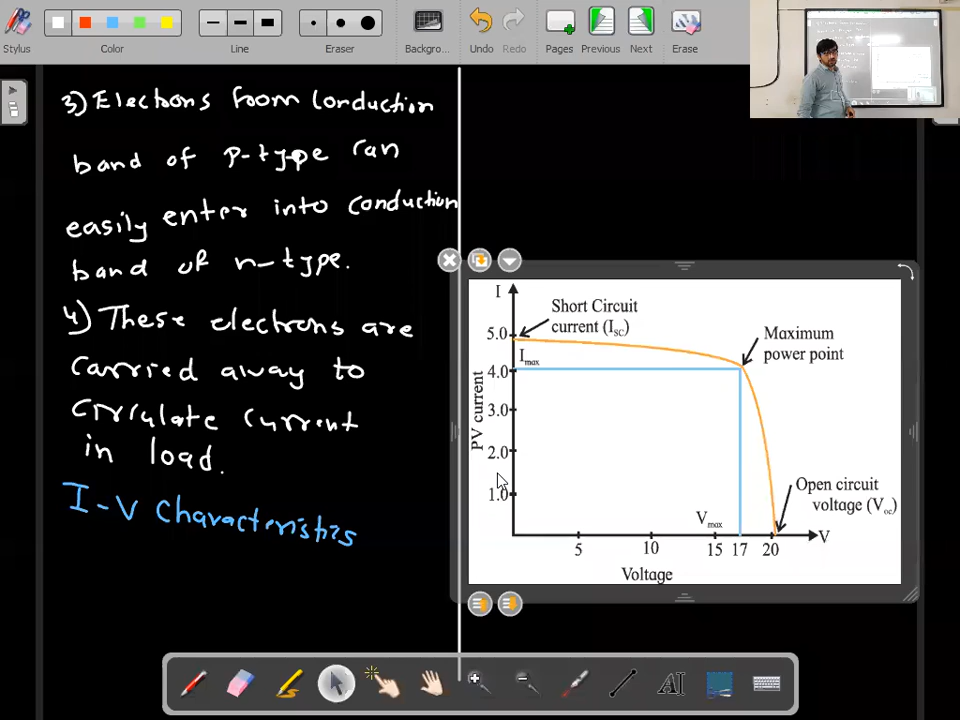 Stylus
Color
Line
Eraser
Backgro...
Undo
Redo
Pages
Previous
Next
Erase
3) Electrons from Conduction
band of P-type can
easily enter into conduction
band of n-type.
4) These electrons are
carried away to
circulate current
in load.
I-V Characteristics
I
Short Circuit
current (ISC)
5.0
Imax
4.0
3.0
2.0
1.0
PV current
Maximum
power point
Open circuit
voltage (Voc)
Vmax
V
5
10
15
17
20
Voltage
AI